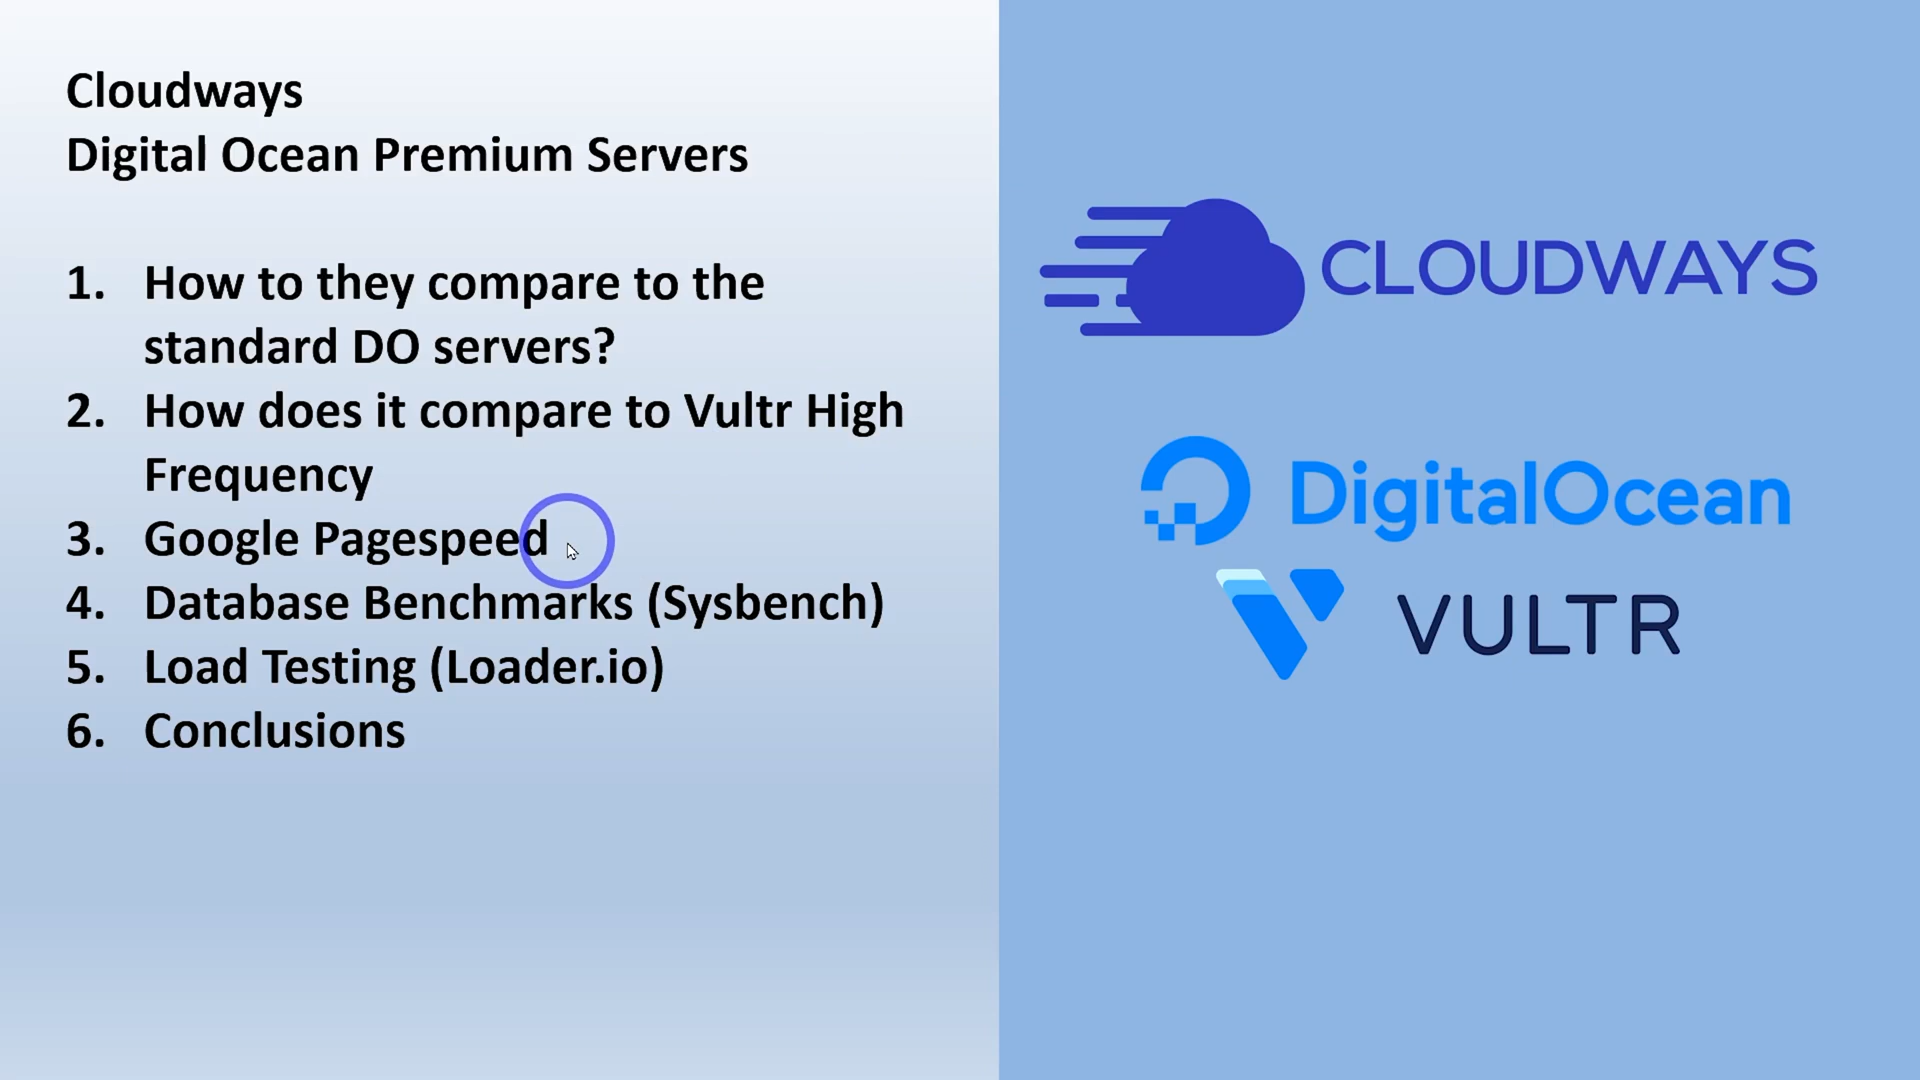 Cloudways
Digital Ocean Premium Servers
1. How to they compare to the
standard DO servers?
2. How does it compare to Vultr High
Frequency
3. Google Pagespeed
4. Database Benchmarks (Sysbench)
5. Load Testing (Loader.io)
6. Conclusions
CLOUDWAYS
DigitalOcean
VULTR